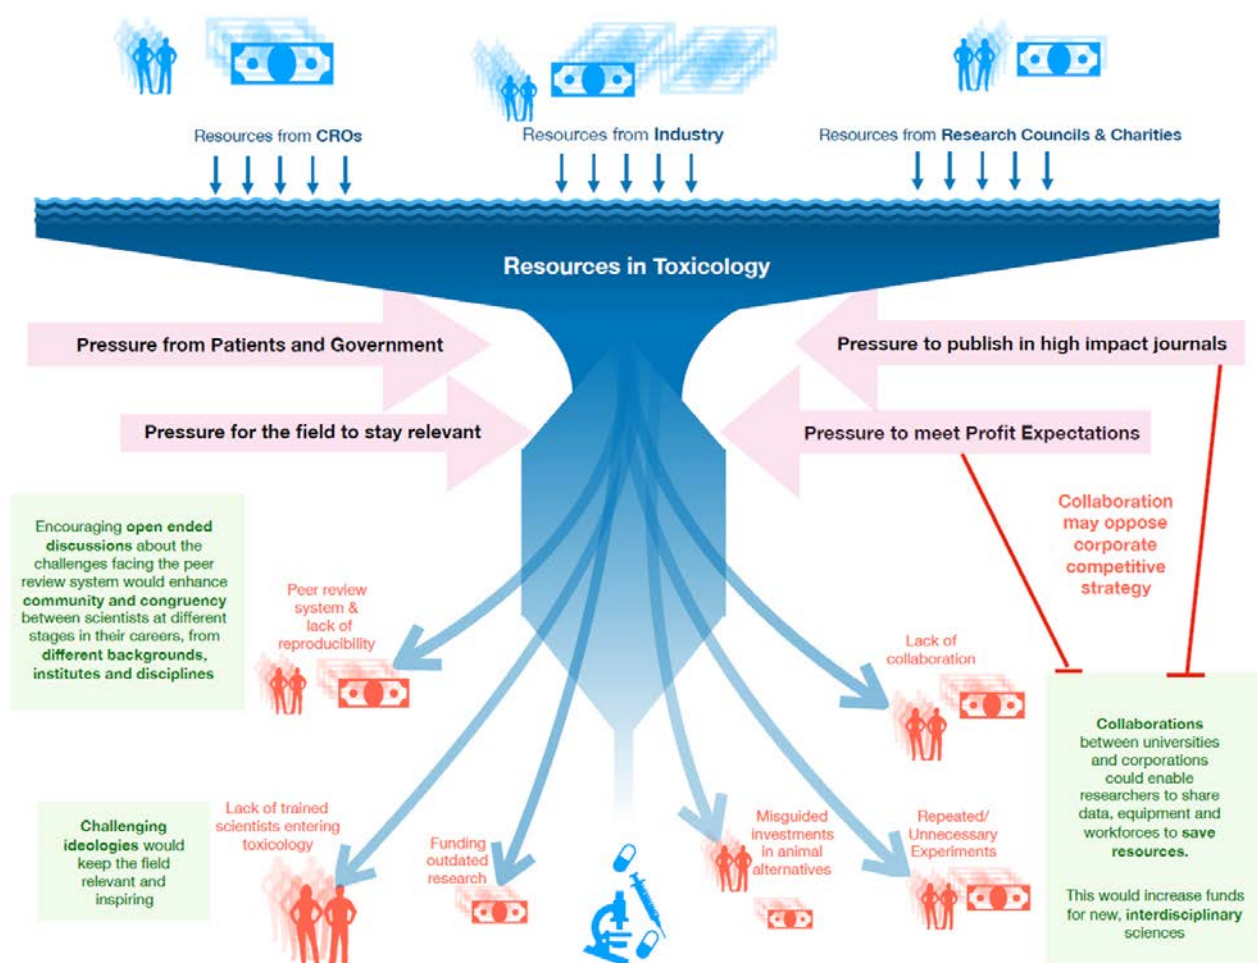 Resources from CROs
Resources from Industry
Resources from Research Councils & Charities
Resources in Toxicology
Pressure from Patients and Government
Pressure to publish in high impact journals
Pressure for the field to stay relevant
Pressure to meet Profit Expectations
Encouraging open ended
discussions about the
challenges facing the peer
review system would enhance
community and congruency
between scientists at different
stages in their careers, from
different backgrounds,
institutes and disciplines
Peer review
system &
lack of
reproducibility
Collaboration
may oppose
corporate
competitive
strategy
Lack of
collaboration
Collaborations
between universities
and corporations
could enable
researchers to share
data, equipment and
workforces to save
resources.
This would increase funds
for new, interdisciplinary
sciences
Challenging
ideologies would
keep the field
relevant and
inspiring
Lack of trained
scientists entering
toxicology
Funding
outdated
research
Misguided
investments
in animal
alternatives
Repeated/
Unnecessary
Experiments